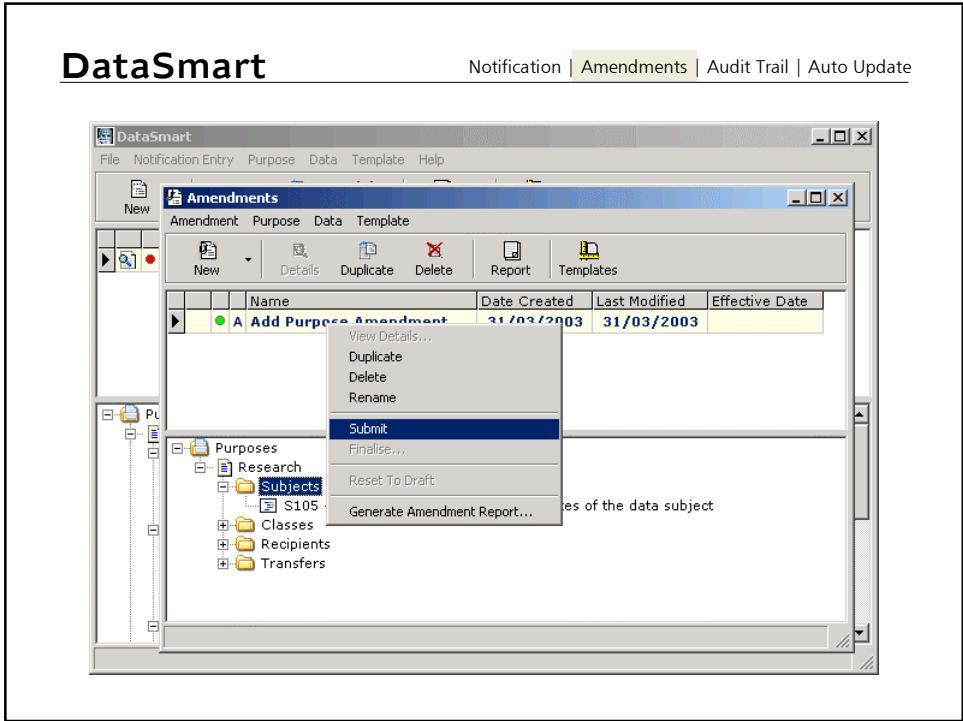 DataSmart
Notification | Amendments | Audit Trail | Auto Update
DataSmart
File Notification Entry Purpose Data Template Help
New
Amendments
Amendment Purpose Data Template
New Details Duplicate Delete Report Templates
Name Date Created Last Modified Effective Date
A Add Purpose Amendment 31/03/2003 31/03/2003
View Details...
Duplicate
Delete
Rename
Submit
Finalise...
Reset To Draft
Generate Amendment Report...
Purposes
Research
Subjects
S105 of the data subject
Classes
Recipients
Transfers